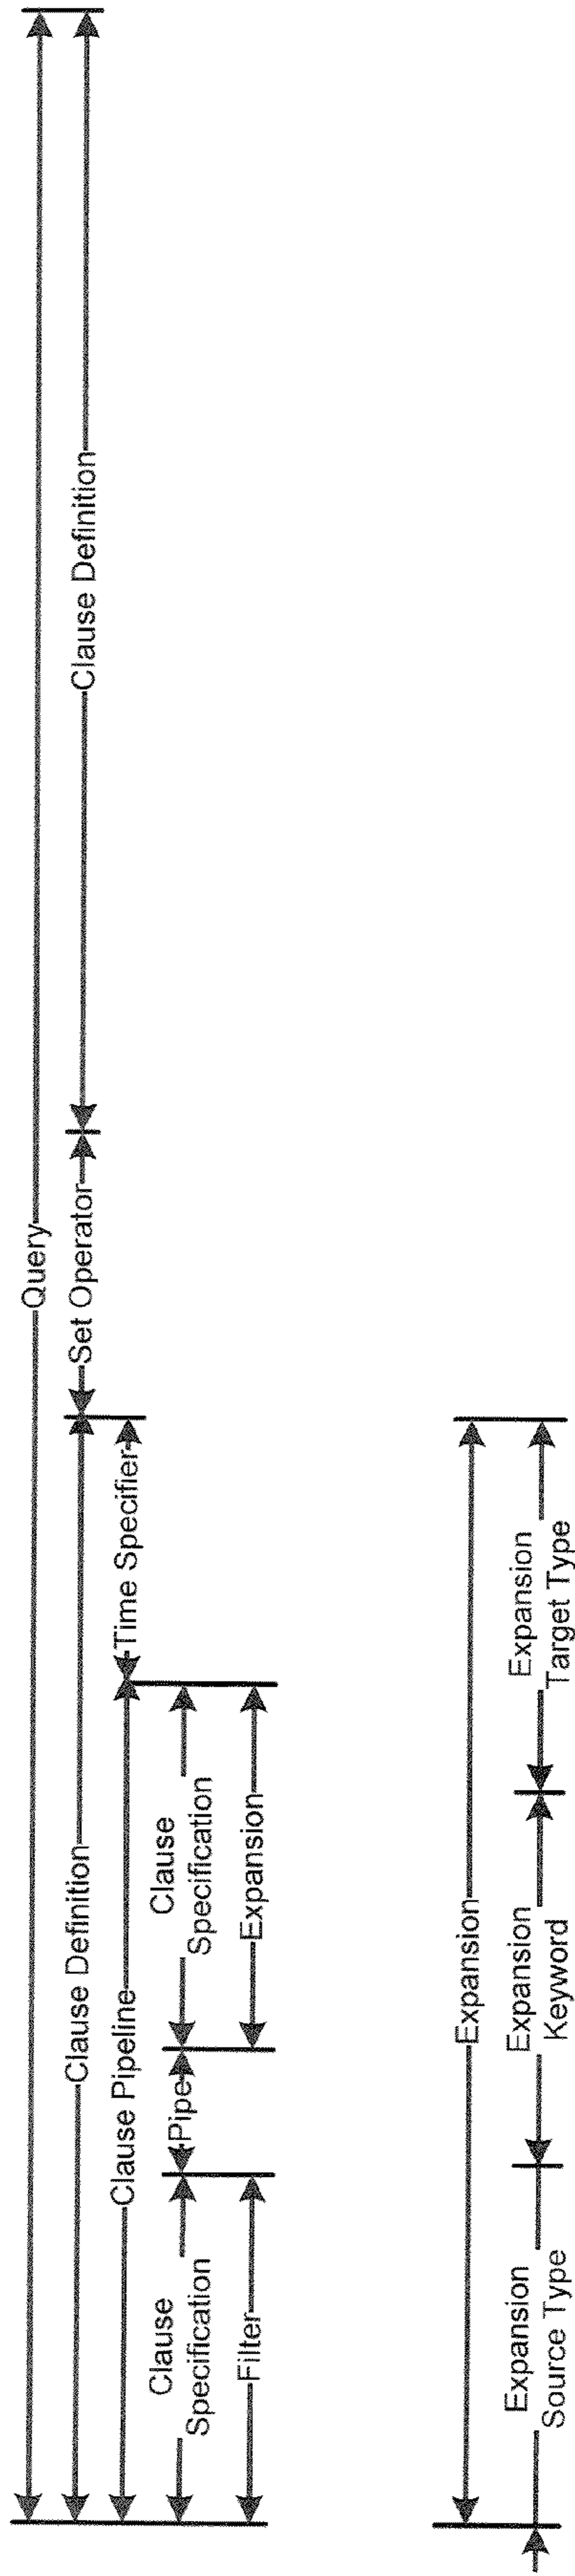 Query
Clause Definition
Set Operator
Clause Definition
Clause Pipeline
Time Specifier
Clause
Specification
Pipe
Clause
Specification
Filter
Expansion
Expansion
Expansion
Source Type
Expansion
Keyword
Expansion
Target Type